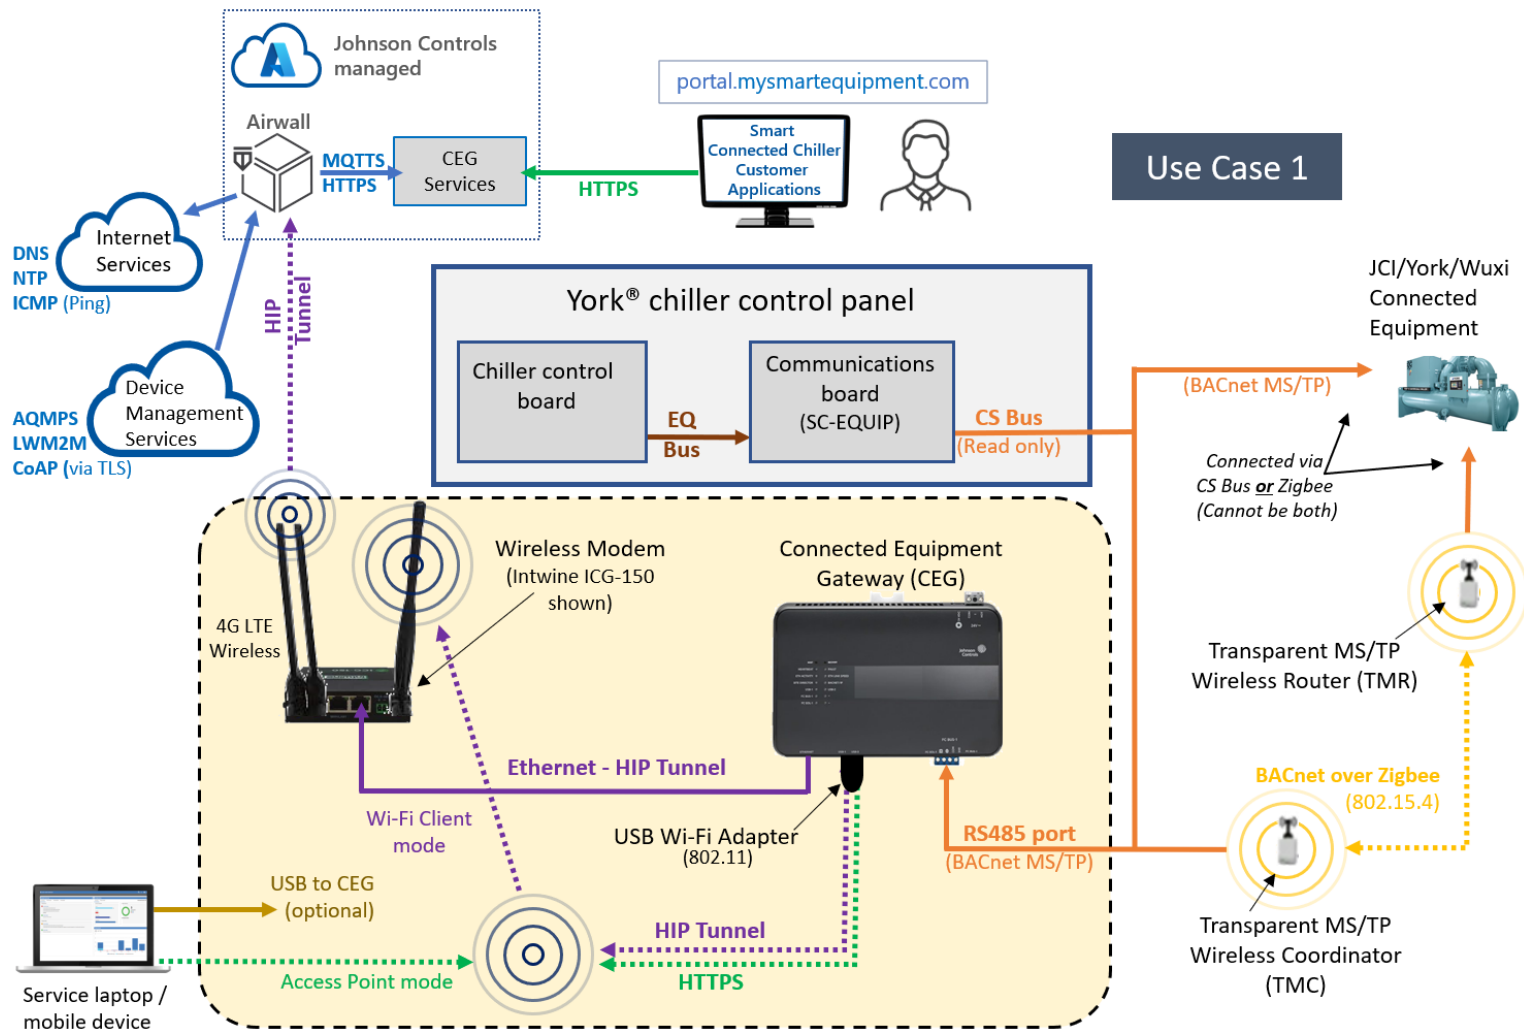 Johnson Controls
managed
Airwall
MQTTS
HTTPS
CEG
Services
HTTPS
portal.mysmartequipment.com
Smart
Connected Chiller
Customer
Applications
Use Case 1
Internet
Services
DNS
NTP
ICMP (Ping)
HIP
Tunnel
Device
Management
Services
AQMPS
LWM2M
CoAP (via TLS)
York® chiller control panel
Chiller control
board
EQ
Bus
Communications
board
(SC-EQUIP)
CS Bus
(Read only)
JCI/York/Wuxi
Connected
Equipment
(BACnet MS/TP)
Connected via
CS Bus or Zigbee
(Cannot be both)
Transparent MS/TP
Wireless Router (TMR)
BACnet over Zigbee
(802.15.4)
Transparent MS/TP
Wireless Coordinator
(TMC)
4G LTE
Wireless
Wireless Modem
(Intwine ICG-150
shown)
Connected Equipment
Gateway (CEG)
Johnson
Controls
Ethernet - HIP Tunnel
Wi-Fi Client
mode
USB Wi-Fi Adapter
(802.11)
RS485 port
(BACnet MS/TP)
USB to CEG
(optional)
HIP Tunnel
HTTPS
Access Point mode
Service laptop /
mobile device